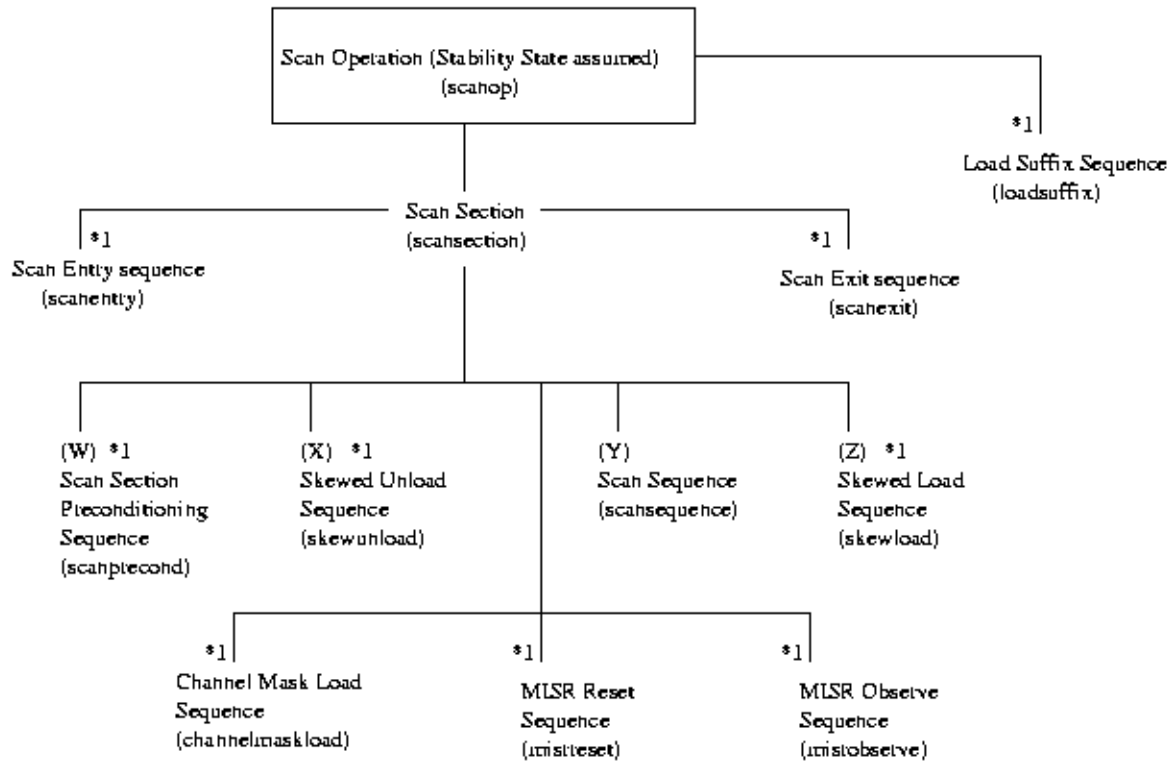 Scan Operation (Stability State assumed)
(scanop)
*1
Load Suffix Sequence
(loadsuffix)
Scan Section
(scansection)
*1
Scan Entry sequence
(scanentry)
*1
Scan Exit sequence
(scanexit)
(W) *1
Scan Section
Preconditioning
Sequence
(scanprecond)
(X) *1
Skewed Unload
Sequence
(skewunload)
(Y)
Scan Sequence
(scansequence)
(Z) *1
Skewed Load
Sequence
(skewload)
*1
Channel Mask Load
Sequence
(channelmaskload)
*1
MISR Reset
Sequence
(misrreset)
*1
MISR Observe
Sequence
(misrobserve)